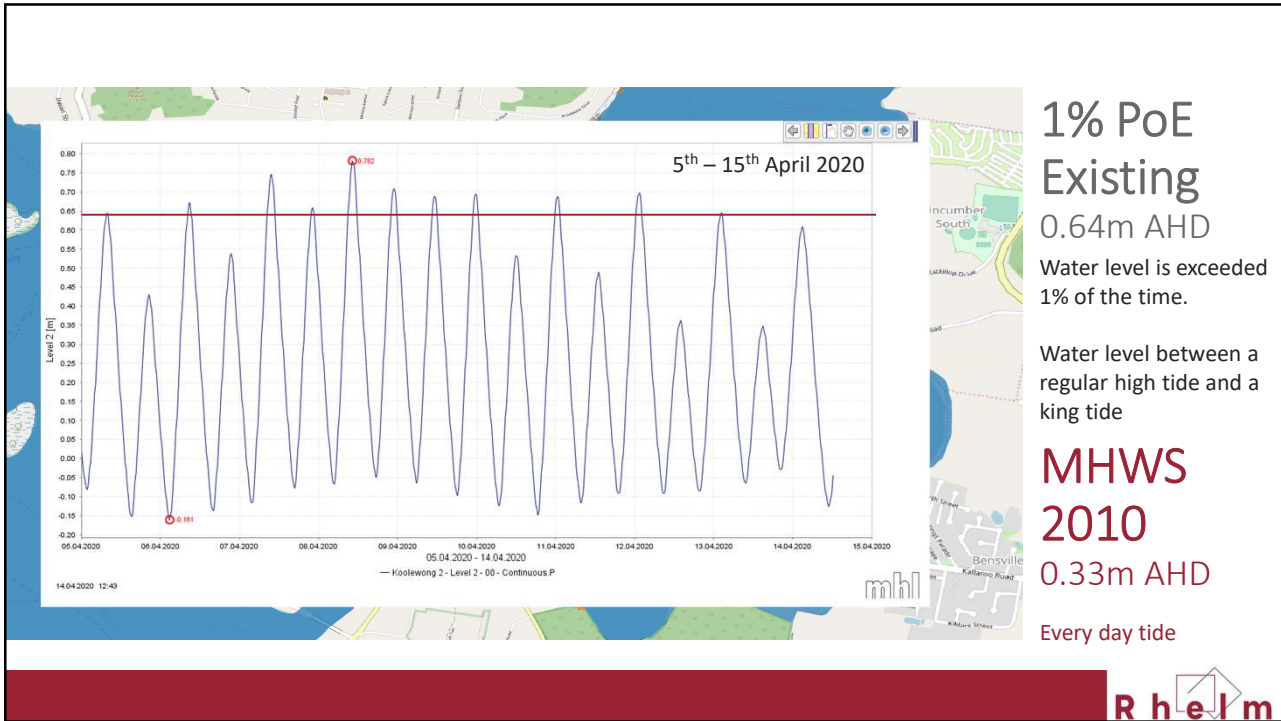 5th – 15th April 2020
0.80
0.75
0.70
0.65
0.60
0.55
0.50
0.45
0.40
0.35
0.30
0.25
0.20
0.15
0.10
0.05
0.00
-0.05
-0.10
-0.15
-0.20
Level 2 [m]
0.782
-0.161
05.04.2020 06.04.2020 07.04.2020 08.04.2020 09.04.2020 10.04.2020 11.04.2020 12.04.2020 13.04.2020 14.04.2020 15.04.2020
05.04.2020 - 14.04.2020
Koolewong 2 - Level 2 - 00 - Continuous.P
14.04.2020 12:43
mhl
incumber
South
Bensville
Kallaroo Road
Kildare Street
1% PoE
Existing
0.64m AHD
Water level is exceeded
1% of the time.
Water level between a
regular high tide and a
king tide
MHWS
2010
0.33m AHD
Every day tide
Rhelm